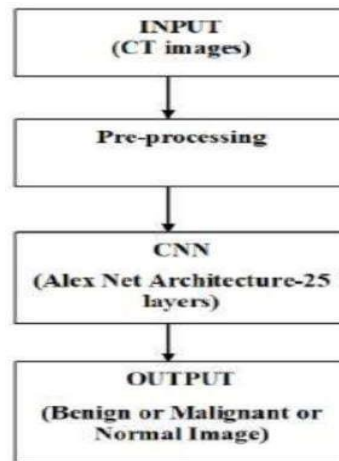 INPUT
(CT images)
Pre-processing
CNN
(Alex Net Architecture-25
layers)
OUTPUT
(Benign or Malignant or
Normal Image)